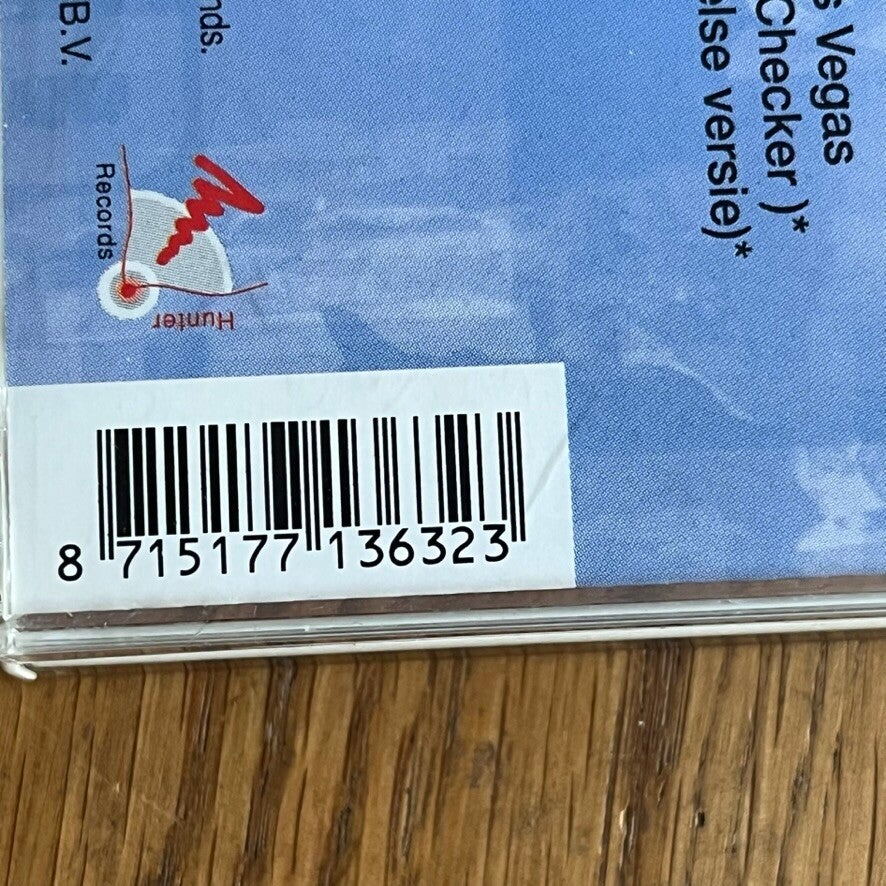 s Vegas
Checker )*
else versie)*
nds.
B.V.
Records
Hunter
8 715177 136323